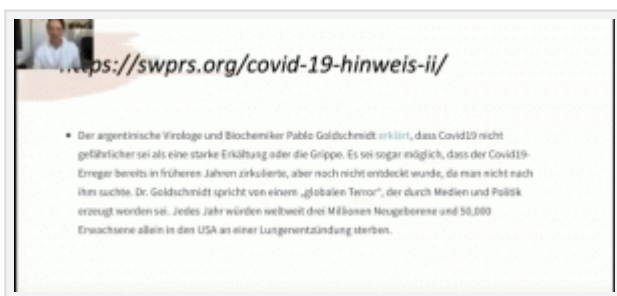 ps://swprs.org/covid-19-hinweis-ii/
• Der argentinische Virologe und Biochemiker Pablo Goldschmidt erklärt, dass Covid19 nicht
gefährlicher sei als eine starke Erkältung oder die Grippe. Es sei sogar möglich, dass der Covid19-
Erreger bereits in früheren Jahren zirkulierte, aber noch nicht entdeckt wurde, da man nicht nach
ihm suchte. Dr. Goldschmidt spricht von einem „globalen Terror", der durch Medien und Politik
erzeugt worden sei. Jedes Jahr würden weltweit drei Millionen Neugeborene und 50,000
Erwachsene allein in den USA an einer Lungenentzündung sterben.